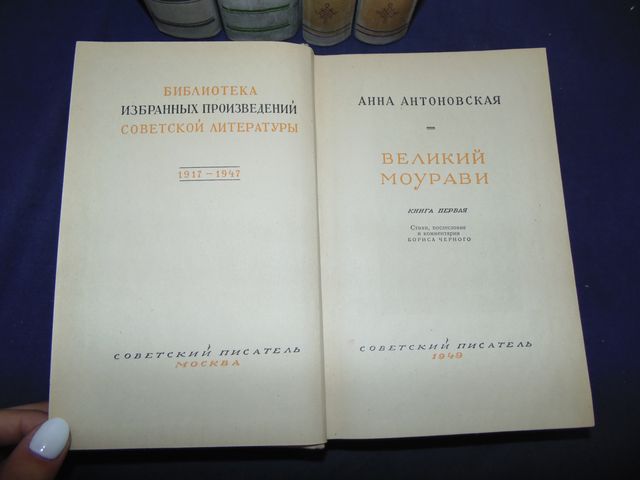 БИБЛИОТЕКА
ИЗБРАННЫХ ПРОИЗВЕДЕНИЙ
СОВЕТСКОЙ ЛИТЕРАТУРЫ
1917 – 1947
СОВЕТСКИЙ ПИСАТЕЛЬ
МОСКВА
АННА АНТОНОВСКАЯ
—
ВЕЛИКИЙ
МОУРАВИ
КНИГА ПЕРВАЯ
Стихи, послесловие
и комментарии
БОРИСА ЧЕРНОГО
СОВЕТСКИЙ ПИСАТЕЛЬ
1949